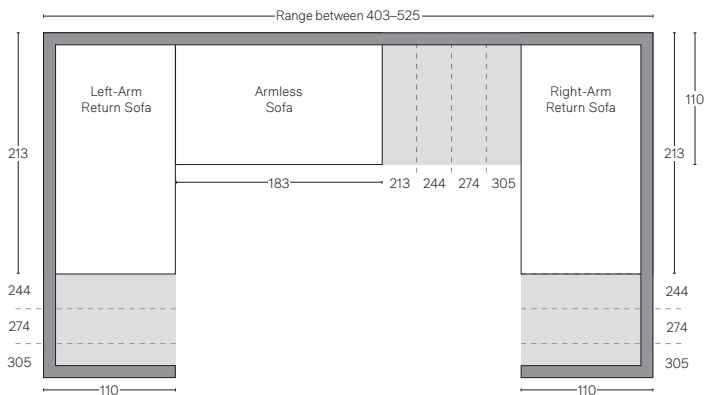 Range between 403–525
Left-Arm
Return Sofa
Armless
Sofa
Right-Arm
Return Sofa
110
213
213
183
213 244 274 305
244
274
305
244
274
305
110
110